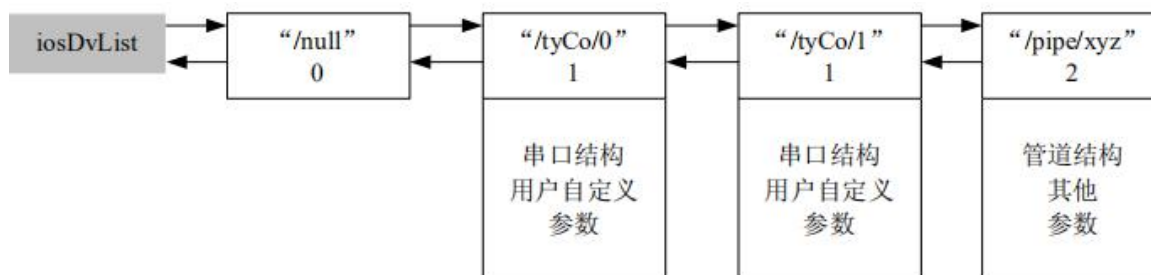 iosDvList
“/null”
0
“/tyCo/0”
1
串口结构
用户自定义
参数
“/tyCo/1”
1
串口结构
用户自定义
参数
“/pipe/xyz”
2
管道结构
其他
参数